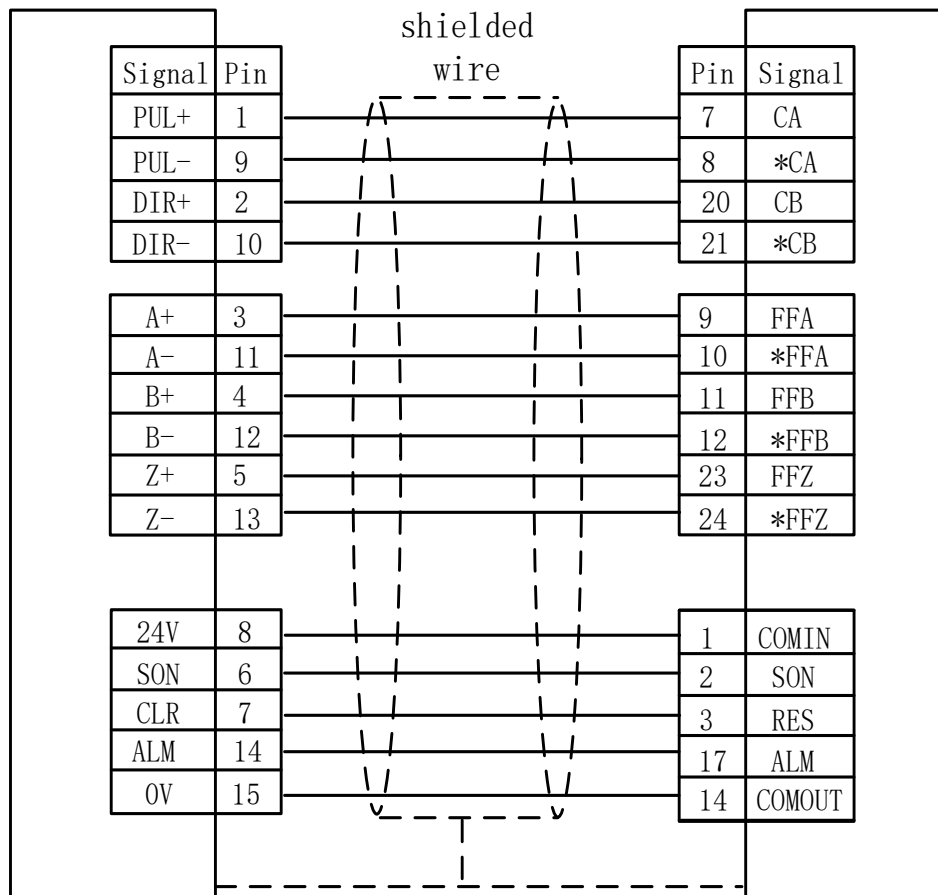 shielded
wire
Signal Pin Pin Signal
PUL+ 1 7 CA
PUL- 9 8 *CA
DIR+ 2 20 CB
DIR- 10 21 *CB
A+ 3 9 FFA
A- 11 10 *FFA
B+ 4 11 FFB
B- 12 12 *FFB
Z+ 5 23 FFZ
Z- 13 24 *FFZ
24V 8 1 COMIN
SON 6 2 SON
CLR 7 3 RES
ALM 14 17 ALM
0V 15 14 COMOUT